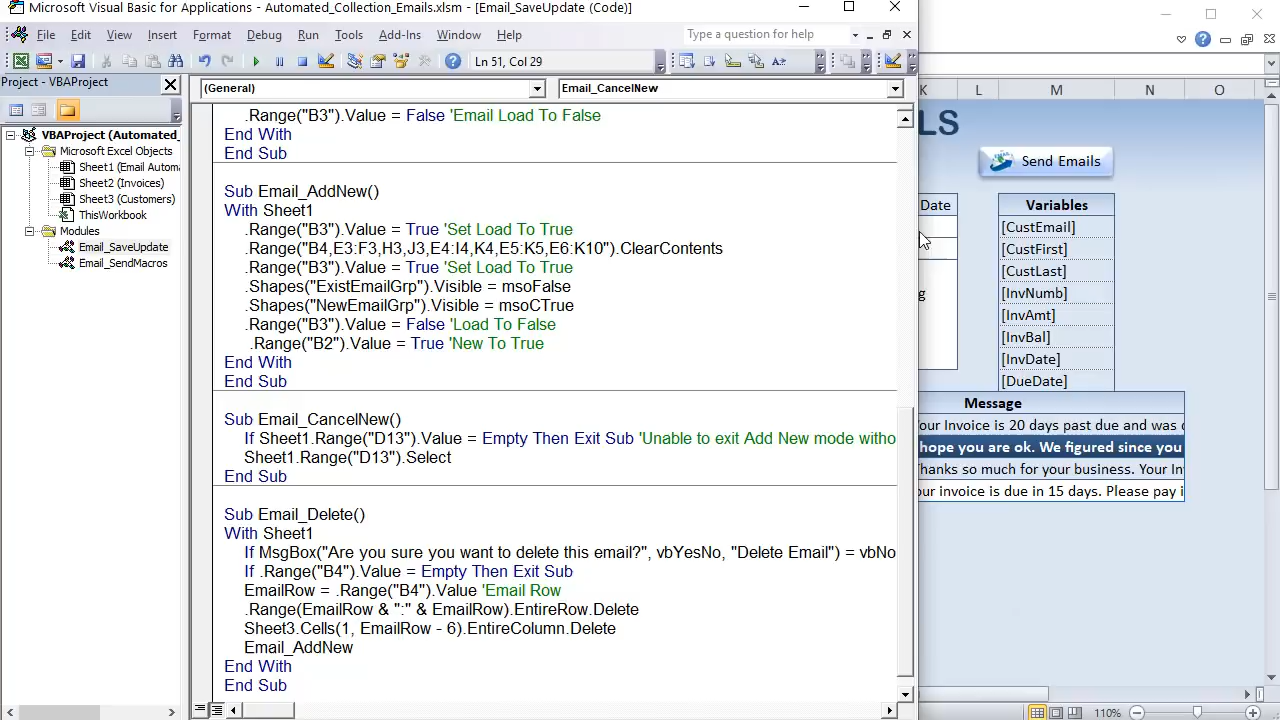 Microsoft Visual Basic for Applications - Automated_Collection_Emails.xlsm - [Email_SaveUpdate (Code)]
File Edit View Insert Format Debug Run Tools Add-Ins Window Help
Type a question for help
Ln 51, Col 29
Project - VBAProject
(General)
Email_CancelNew
VBAProject (Automated_
Microsoft Excel Objects
Sheet1 (Email Autom
Sheet2 (Invoices)
Sheet3 (Customers)
ThisWorkbook
Modules
Email_SaveUpdate
Email_SendMacros
.Range("B3").Value = False 'Email Load To False
End With
End Sub
Sub Email_AddNew()
With Sheet1
.Range("B3").Value = True 'Set Load To True
.Range("B4,E3:F3,H3,J3,E4:I4,K4,E5:K5,E6:K10").ClearContents
.Range("B3").Value = True 'Set Load To True
.Shapes("ExistEmailGrp").Visible = msoFalse
.Shapes("NewEmailGrp").Visible = msoCTrue
.Range("B3").Value = False 'Load To False
.Range("B2").Value = True 'New To True
End With
End Sub
Sub Email_CancelNew()
If Sheet1.Range("D13").Value = Empty Then Exit Sub 'Unable to exit Add New mode witho
Sheet1.Range("D13").Select
End Sub
Sub Email_Delete()
With Sheet1
If MsgBox("Are you sure you want to delete this email?", vbYesNo, "Delete Email") = vbNo
If .Range("B4").Value = Empty Then Exit Sub
EmailRow = .Range("B4").Value 'Email Row
.Range(EmailRow & ":" & EmailRow).EntireRow.Delete
Sheet3.Cells(1, EmailRow - 6).EntireColumn.Delete
Email_AddNew
End With
End Sub
K L M N O
LS
Send Emails
Date
g
Variables
[CustEmail]
[CustFirst]
[CustLast]
[InvNumb]
[InvAmt]
[InvBal]
[InvDate]
[DueDate]
Message
our Invoice is 20 days past due and was d
hope you are ok. We figured since you
hanks so much for your business. Your Inv
our invoice is due in 15 days. Please pay i
110%